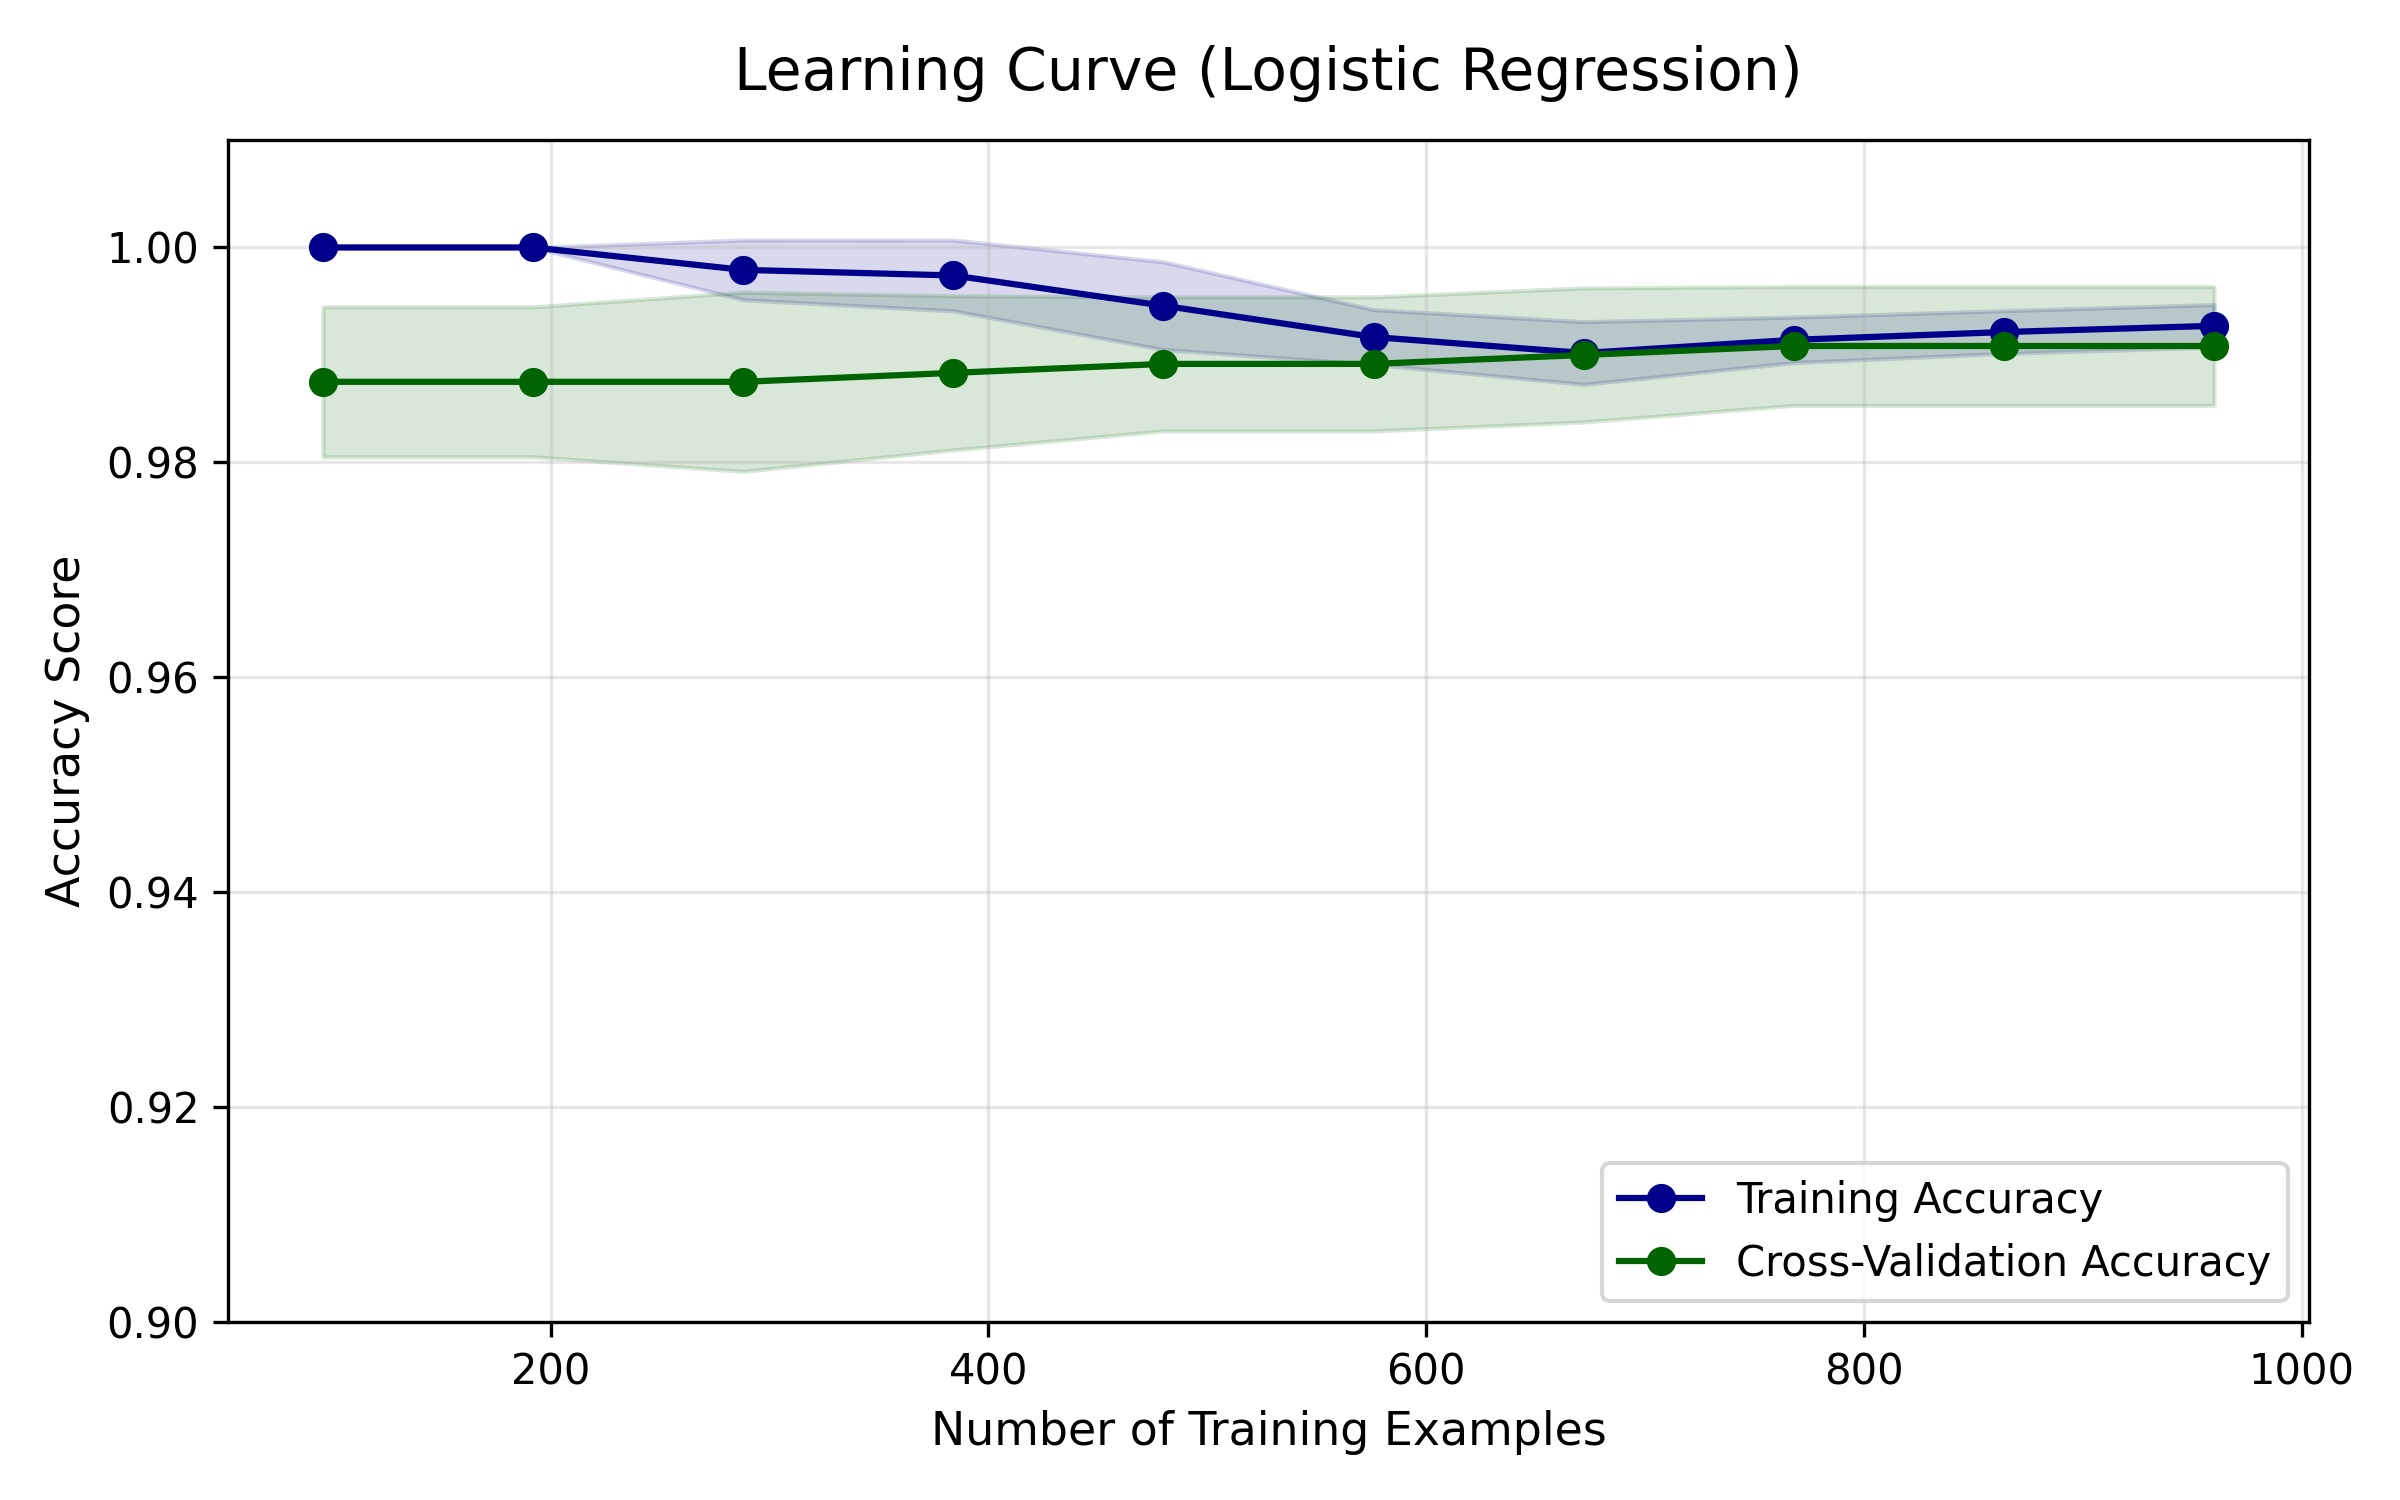 Learning Curve (Logistic Regression)
1.00
0.98
0.96
0.94
0.92
0.90
Accuracy Score
200 400 600 800 1000
Number of Training Examples
Training Accuracy
Cross-Validation Accuracy